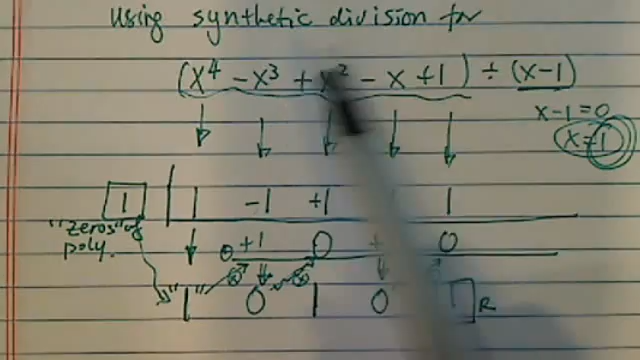 Using synthetic division for
(x⁴ - x³ + x² - x + 1) ÷ (x-1)
x-1=0
x=1
1 | 1 -1 +1 1
"zeros" of
poly.
+1 0 + 0
"1" 0 1 0 1 R